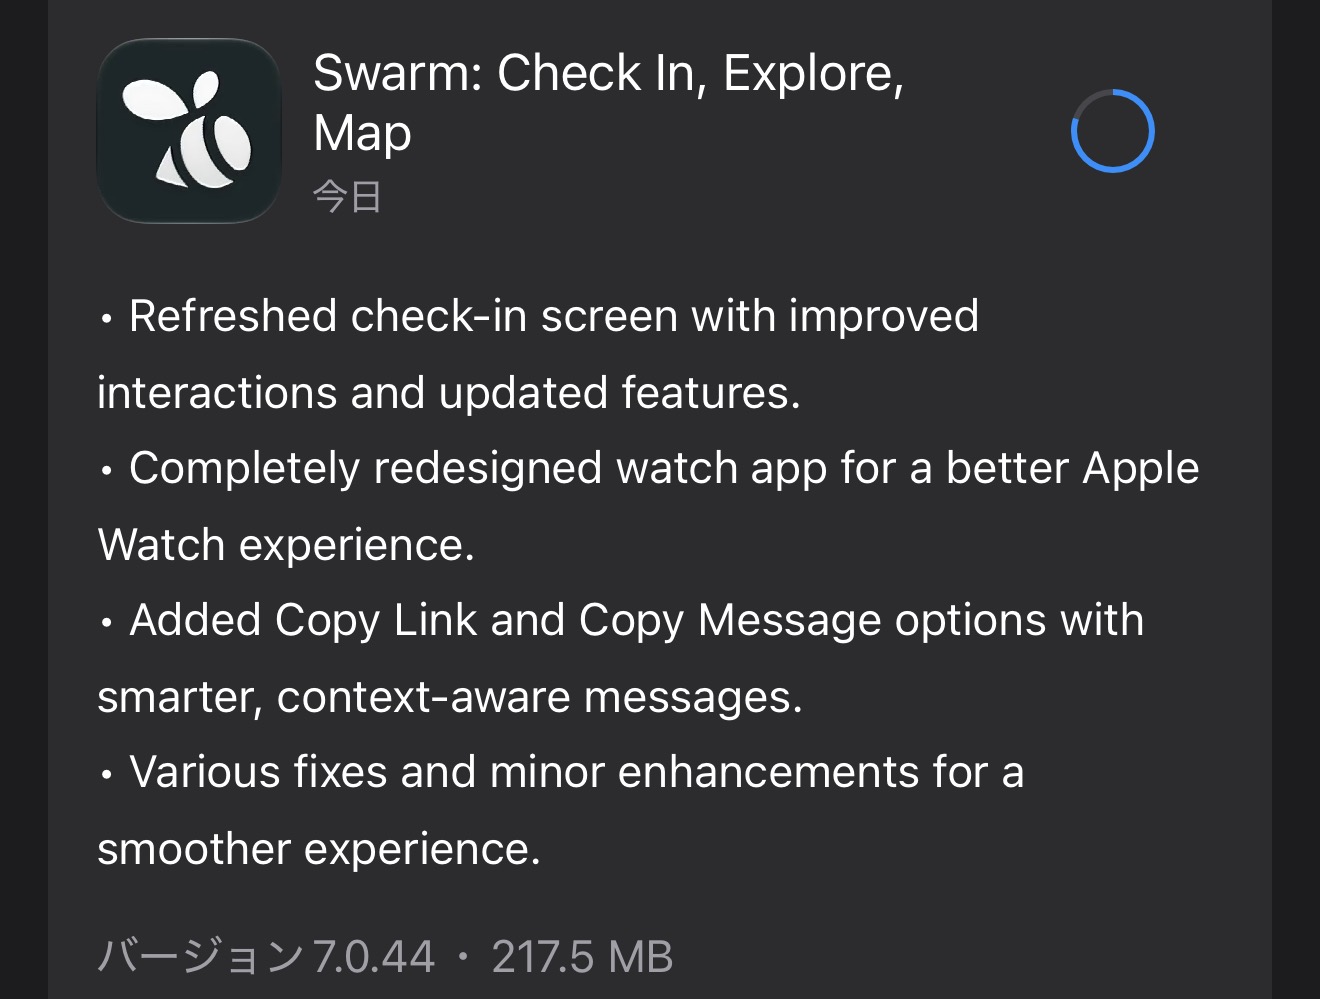 Swarm: Check In, Explore,
Map
今日
• Refreshed check-in screen with improved
interactions and updated features.
• Completely redesigned watch app for a better Apple
Watch experience.
• Added Copy Link and Copy Message options with
smarter, context-aware messages.
• Various fixes and minor enhancements for a
smoother experience.
バージョン 7.0.44 • 217.5 MB